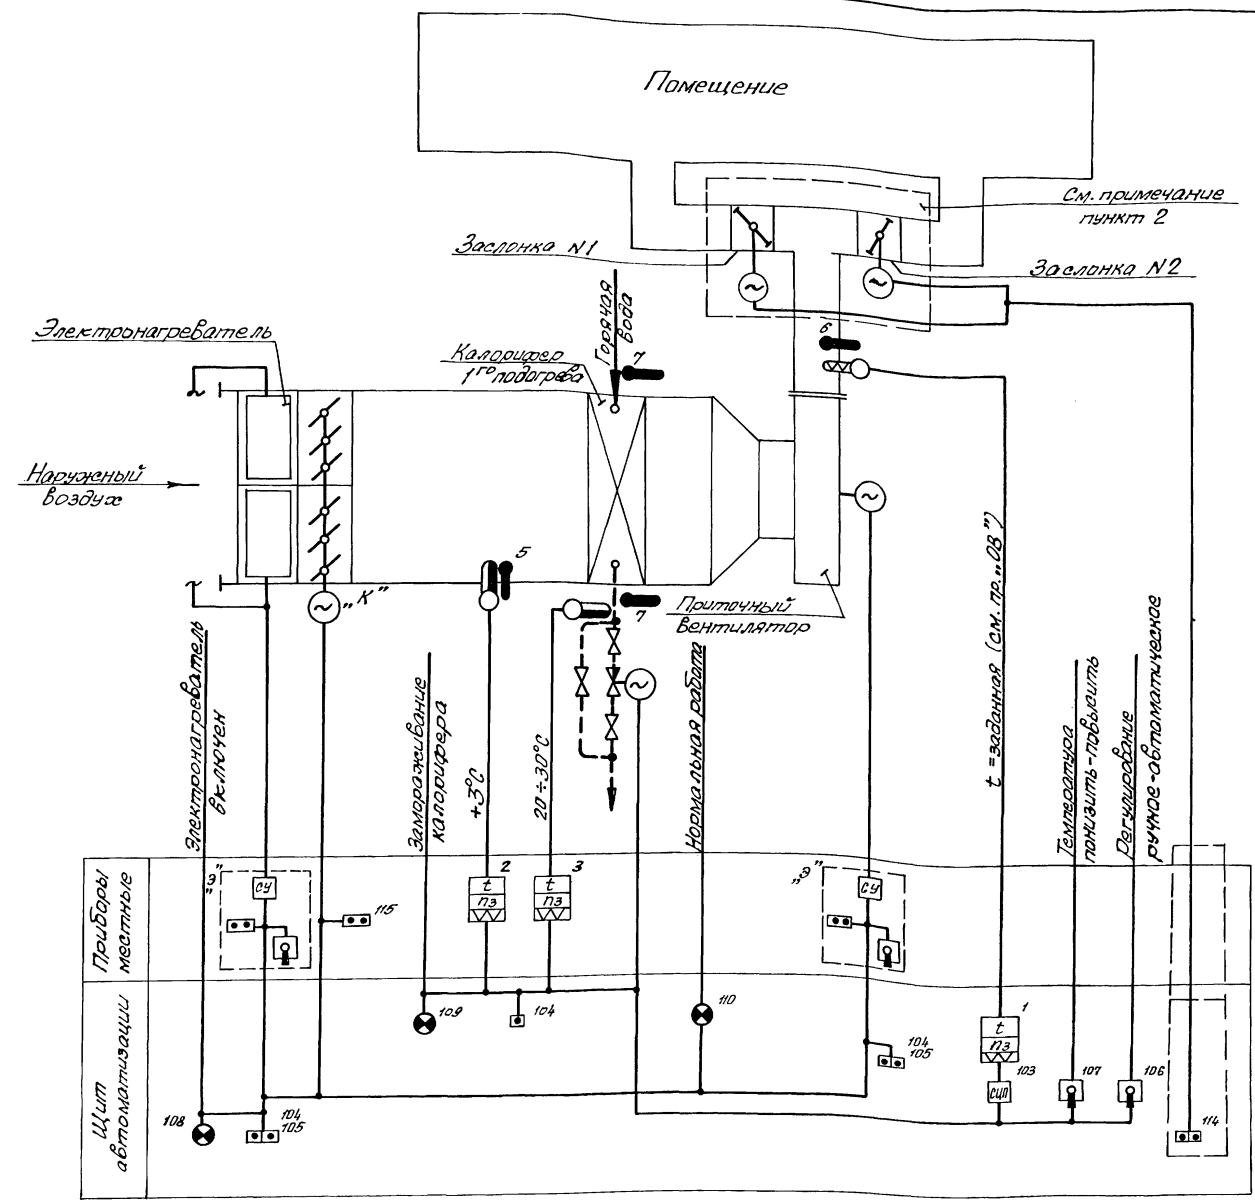 Помещение
См. примечание
пункт 2
Заслонка N1
Заслонка N2
Горячая
вода
Электронагреватель
Калорифер
1го подогрева
7
6
Наружный
воздух
5
„К”
7
Приточный
вентилятор
Электронагреватель
включен
Замораживание
калорифера
+3°С
20÷30°С
Нормальная работа
t = заданная (см. пр. „ОВ”)
Температура
понизить-повысить
Регулирование
ручное-автоматическое
Приборы
местные
„Э”
СУ
115
2
t
пз
3
t
пз
„Э”
СУ
Щит
автоматизации
109
104
110
104
105
1
t
пз
103
СЦП
107
106
108
104
105
114